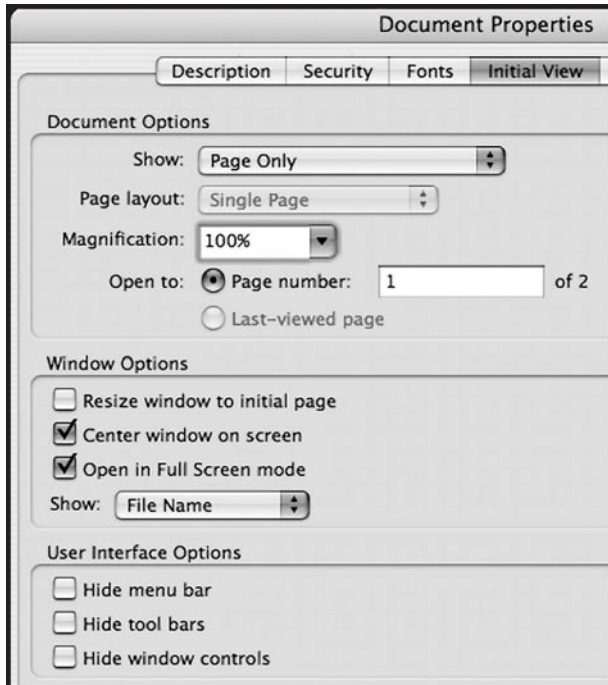 Document Properties
Description Security Fonts Initial View
Document Options
Show: Page Only
Page layout: Single Page
Magnification: 100%
Open to: Page number: 1 of 2
Last-viewed page
Window Options
Resize window to initial page
Center window on screen
Open in Full Screen mode
Show: File Name
User Interface Options
Hide menu bar
Hide tool bars
Hide window controls